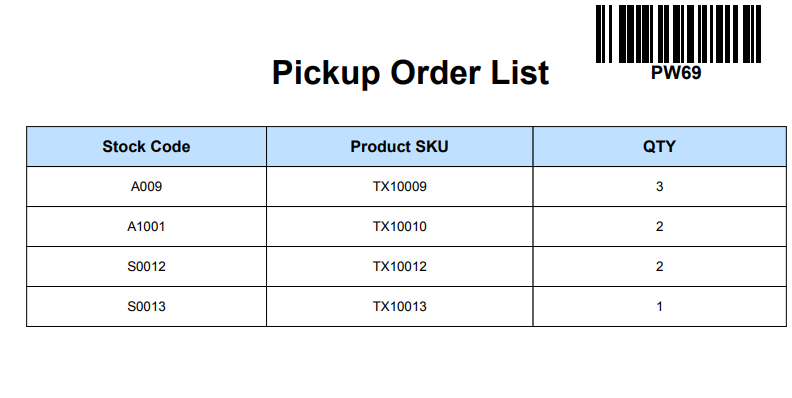 PW69
Pickup Order List
Stock Code Product SKU QTY
A009 TX10009 3
A1001 TX10010 2
S0012 TX10012 2
S0013 TX10013 1